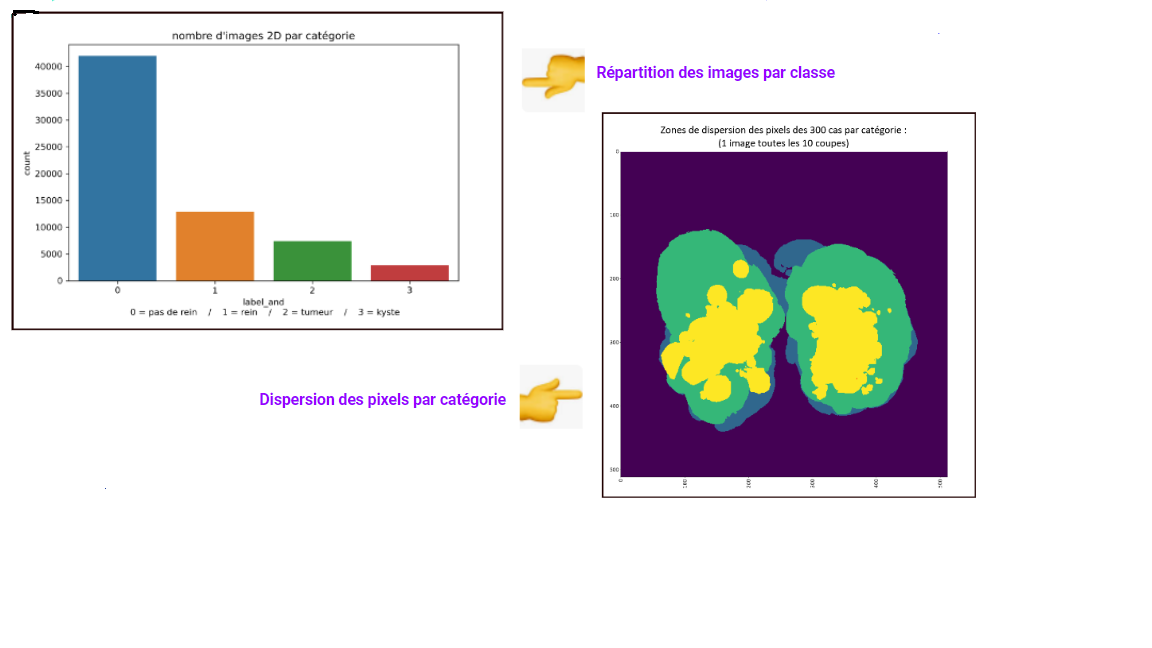 nombre d'images 2D par catégorie
count
40000
35000
30000
25000
20000
15000
10000
5000
0
0 1 2 3
label_and
0 = pas de rein / 1 = rein / 2 = tumeur / 3 = kyste
Répartition des images par classe
Zones de dispersion des pixels des 300 cas par catégorie :
(1 image toutes les 10 coupes)
0
100
200
300
400
500
0 100 200 300 400 500
Dispersion des pixels par catégorie